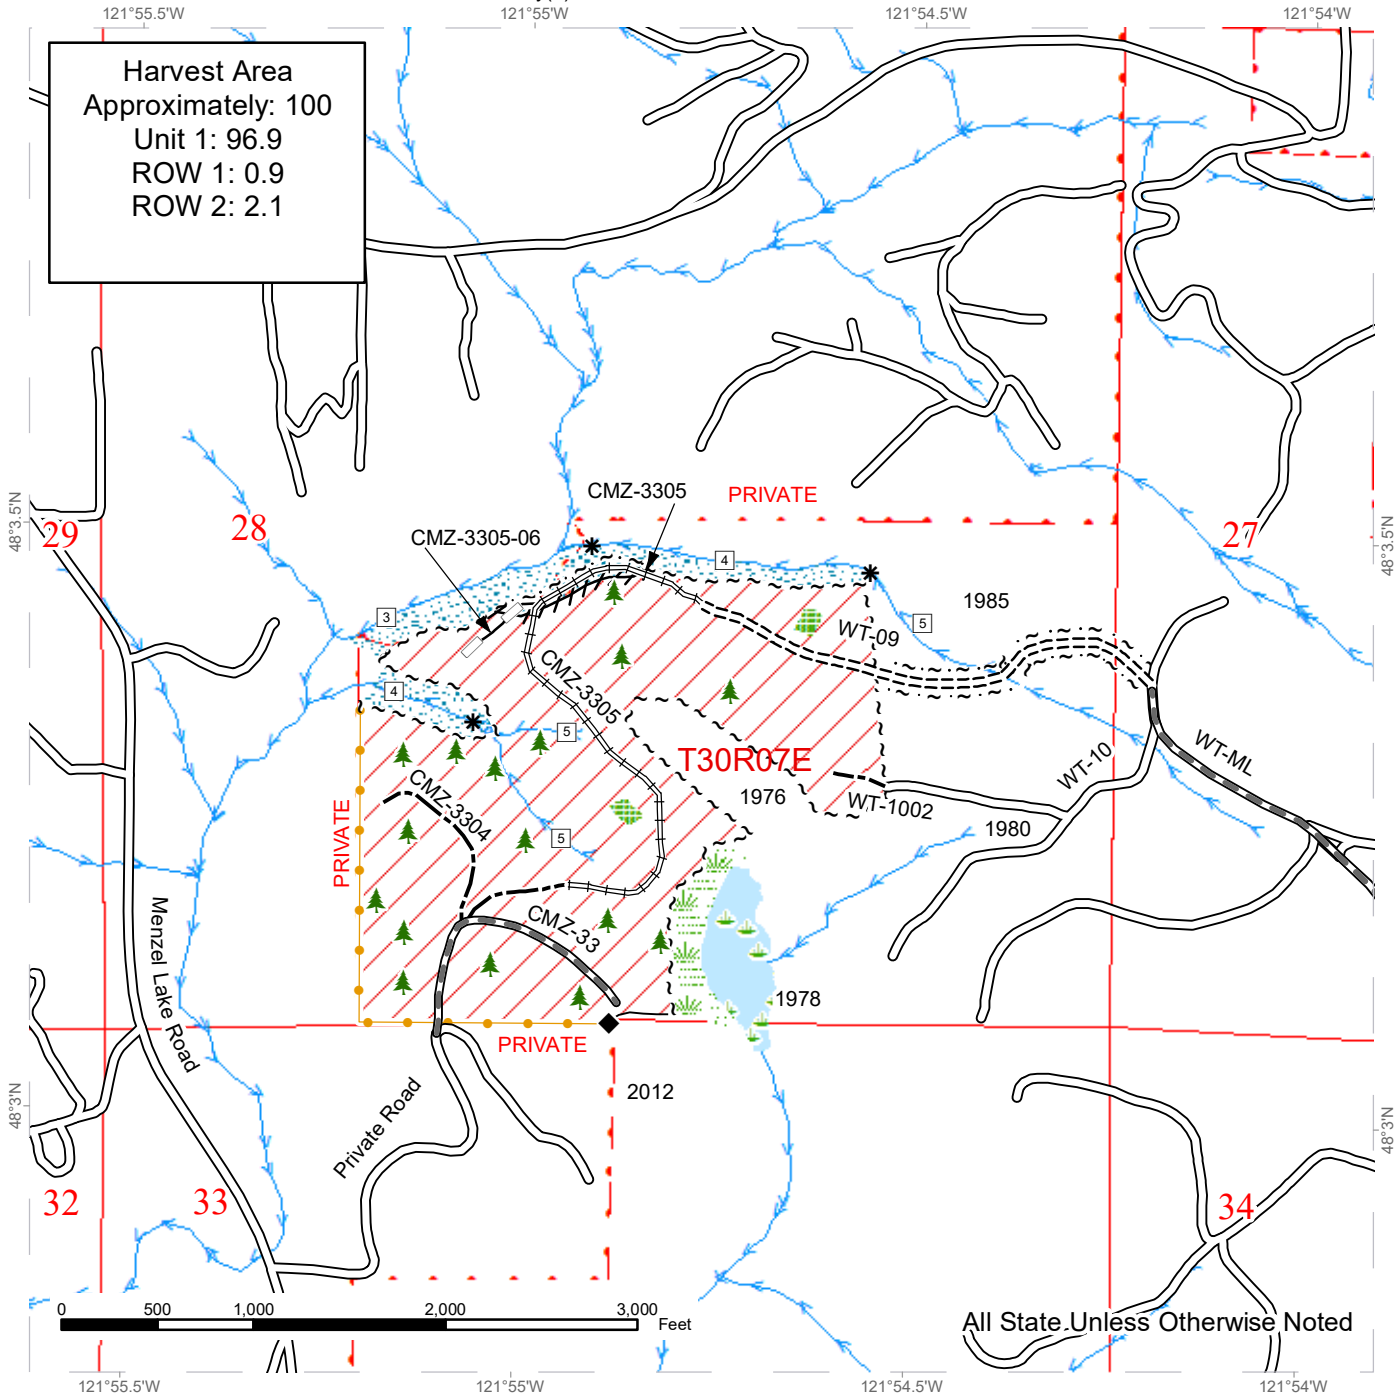 121°55.5'W
121°55'W
121°54.5'W
121°54'W
Harvest Area
Approximately: 100
Unit 1: 96.9
ROW 1: 0.9
ROW 2: 2.1
48°3.5'N
48°3.5'N
CMZ-3305
PRIVATE
29
28
27
CMZ-3305-06
4
3
1985
5
WT-09
CMZ-3305
4
5
T30R07E
WT-10
WT-ML
1976
WT-1002
CMZ-3304
1980
5
PRIVATE
CMZ-33
Menzel Lake Road
1978
PRIVATE
2012
48°3'N
48°3'N
Private Road
32
33
34
0
500
1,000
2,000
3,000
Feet
All State Unless Otherwise Noted
121°55.5'W
121°55'W
121°54.5'W
121°54'W